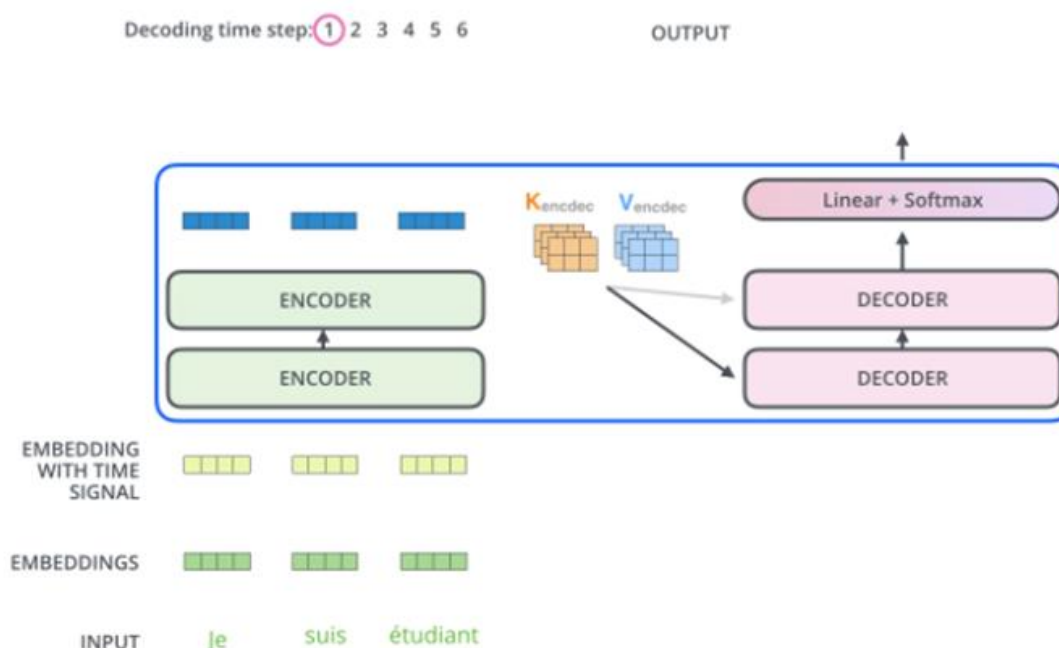 Decoding time step: 1 2 3 4 5 6
OUTPUT
Kencdec
Vencdec
Linear + Softmax
ENCODER
DECODER
ENCODER
DECODER
EMBEDDING
WITH TIME
SIGNAL
EMBEDDINGS
INPUT
Je
suis
étudiant